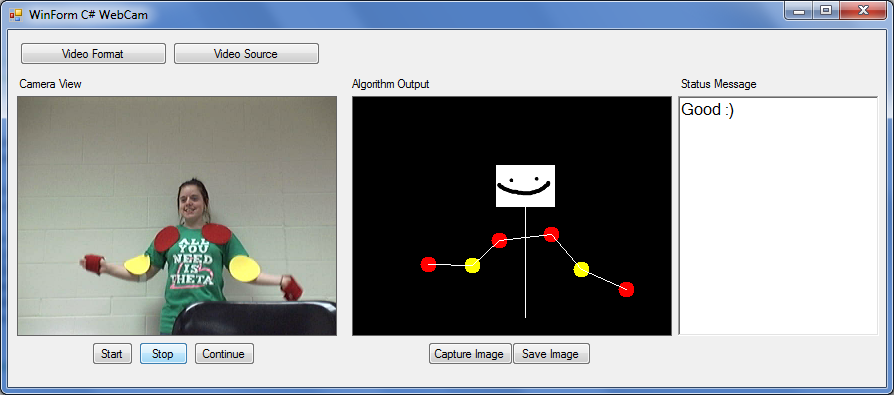 WinForm C# WebCam
Video Format
Video Source
Camera View
Algorithm Output
Status Message
Good :)
ALL
YOU
NEED
IS
THETA
Start
Stop
Continue
Capture Image
Save Image